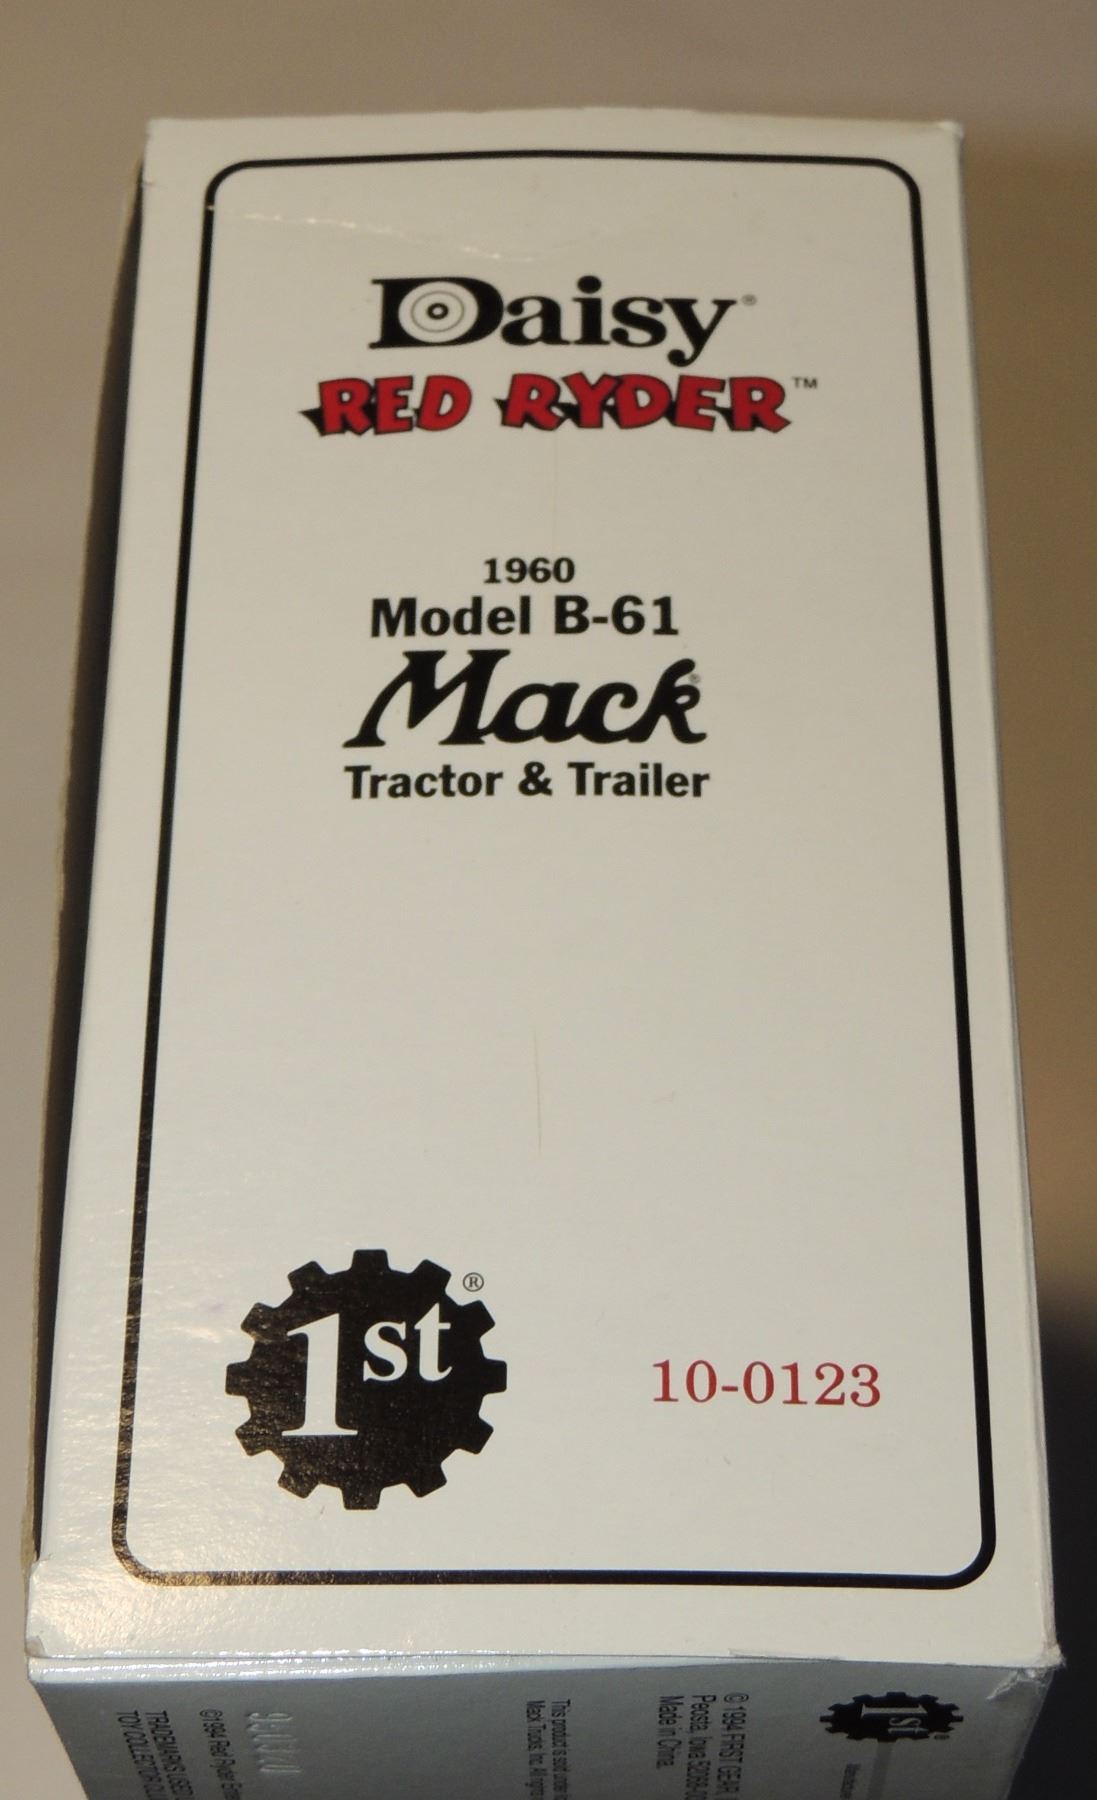 Daisy®
RED RYDER™
1960
Model B-61
Mack®
Tractor & Trailer
1st®
10-0123
1st®
© 1994 FIRST GEAR,
Peosta, Iowa
Made in China.
This product is sold under
Mack Trucks, Inc. All
©1994 Red Ryder
TRADEMARKS USED
TOY COLLECTOR